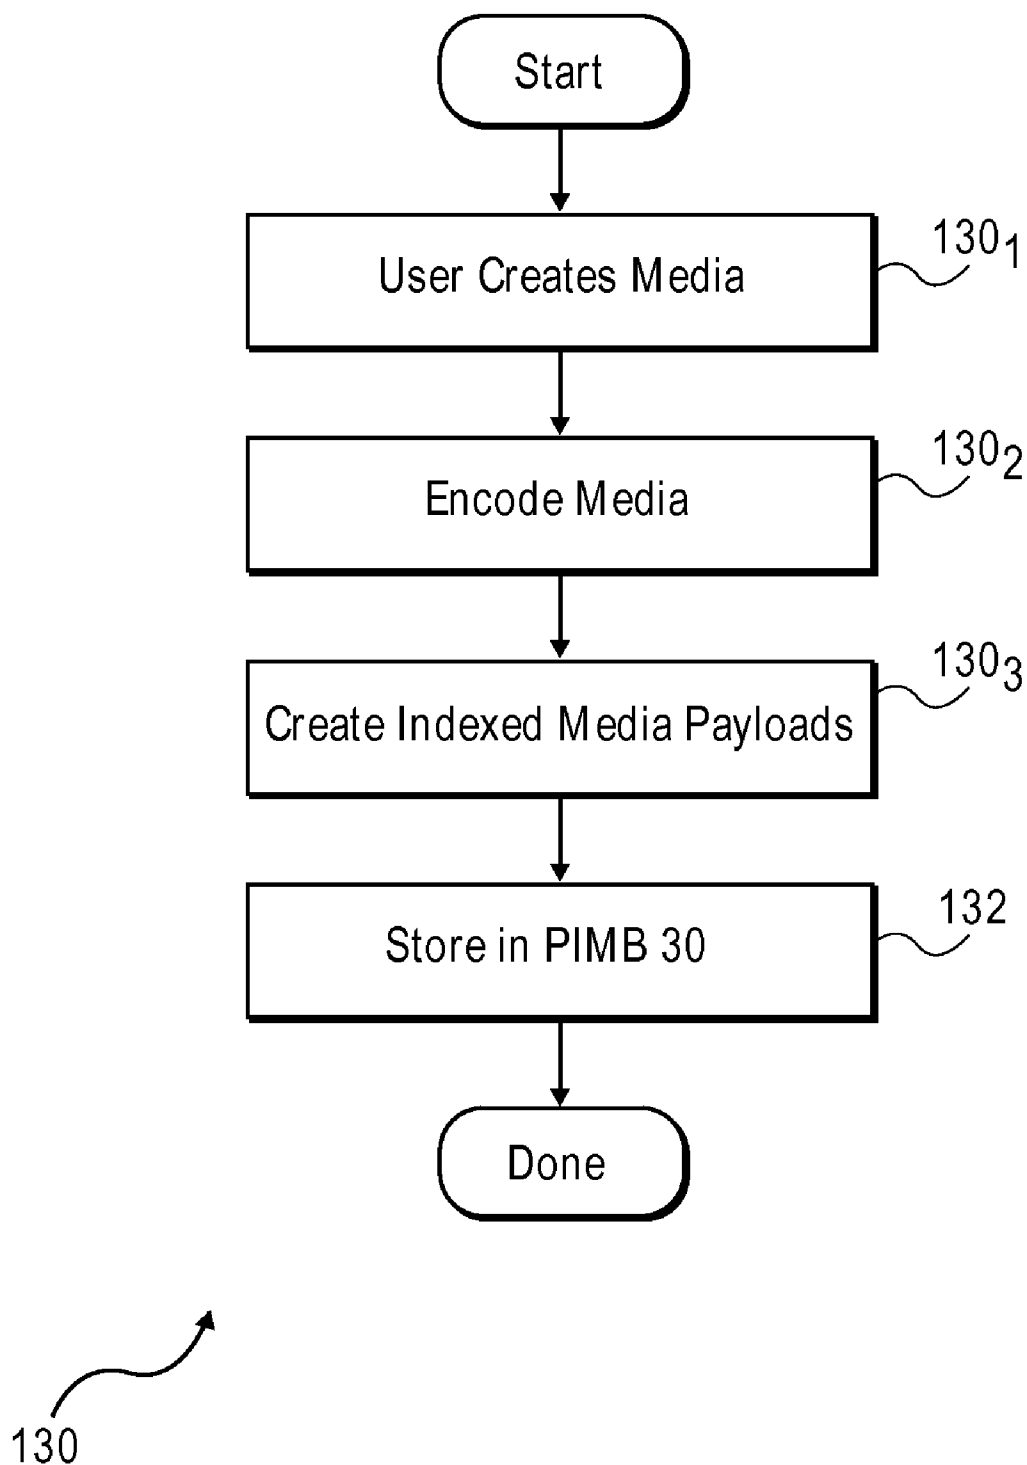 Start
User Creates Media
130₁
Encode Media
130₂
Create Indexed Media Payloads
130₃
Store in PIMB 30
132
Done
130